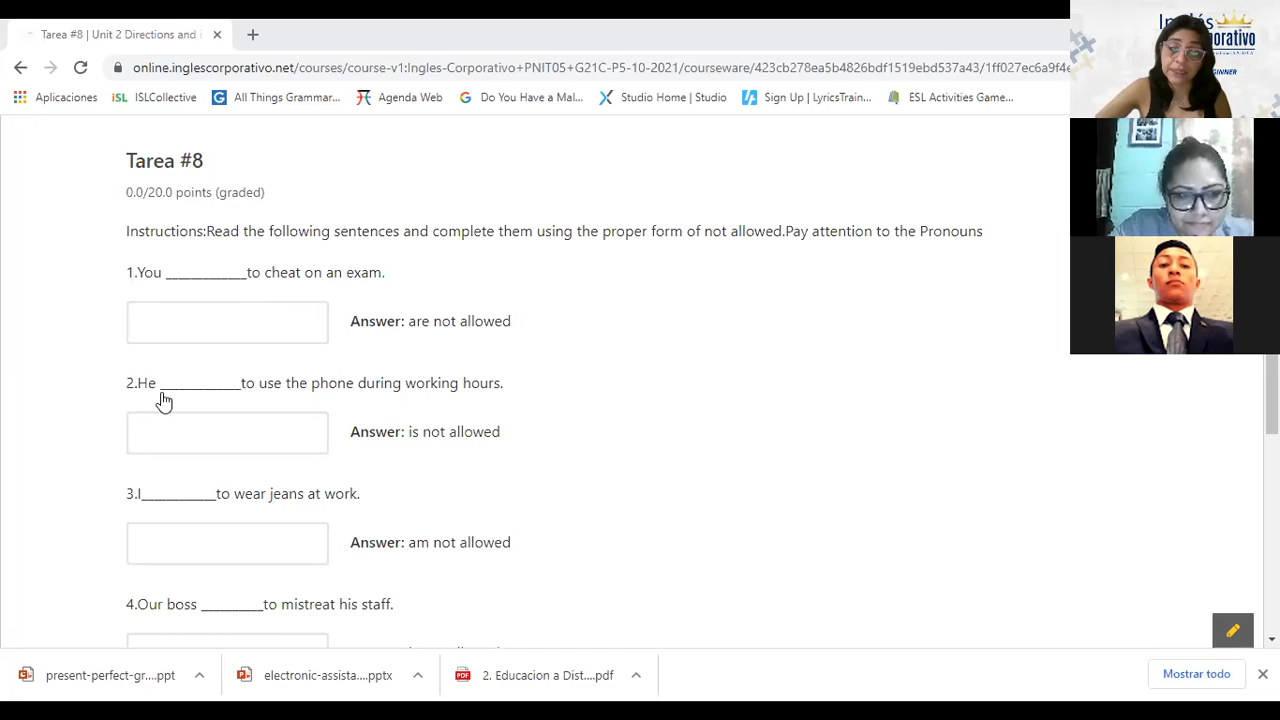 Tarea #8 | Unit 2 Directions and i
online.inglescorporativo.net/courses/course-v1:Ingles-Corporativo+PNIT05+G21C-P5-10-2021/courseware/423cb278ea5b4826bdf1519ebd537a43/1ff027ec6a9f4e
Aplicaciones ISLCollective All Things Grammar... Agenda Web Do You Have a Mal... Studio Home | Studio Sign Up | LyricsTrain... ESL Activities Game...
Tarea #8
0.0/20.0 points (graded)
Instructions:Read the following sentences and complete them using the proper form of not allowed.Pay attention to the Pronouns
1.You ____________to cheat on an exam.
Answer: are not allowed
2.He ____________to use the phone during working hours.
Answer: is not allowed
3.I___________to wear jeans at work.
Answer: am not allowed
4.Our boss _________to mistreat his staff.
present-perfect-gr....ppt electronic-assista....pptx 2. Educacion a Dist....pdf Mostrar todo